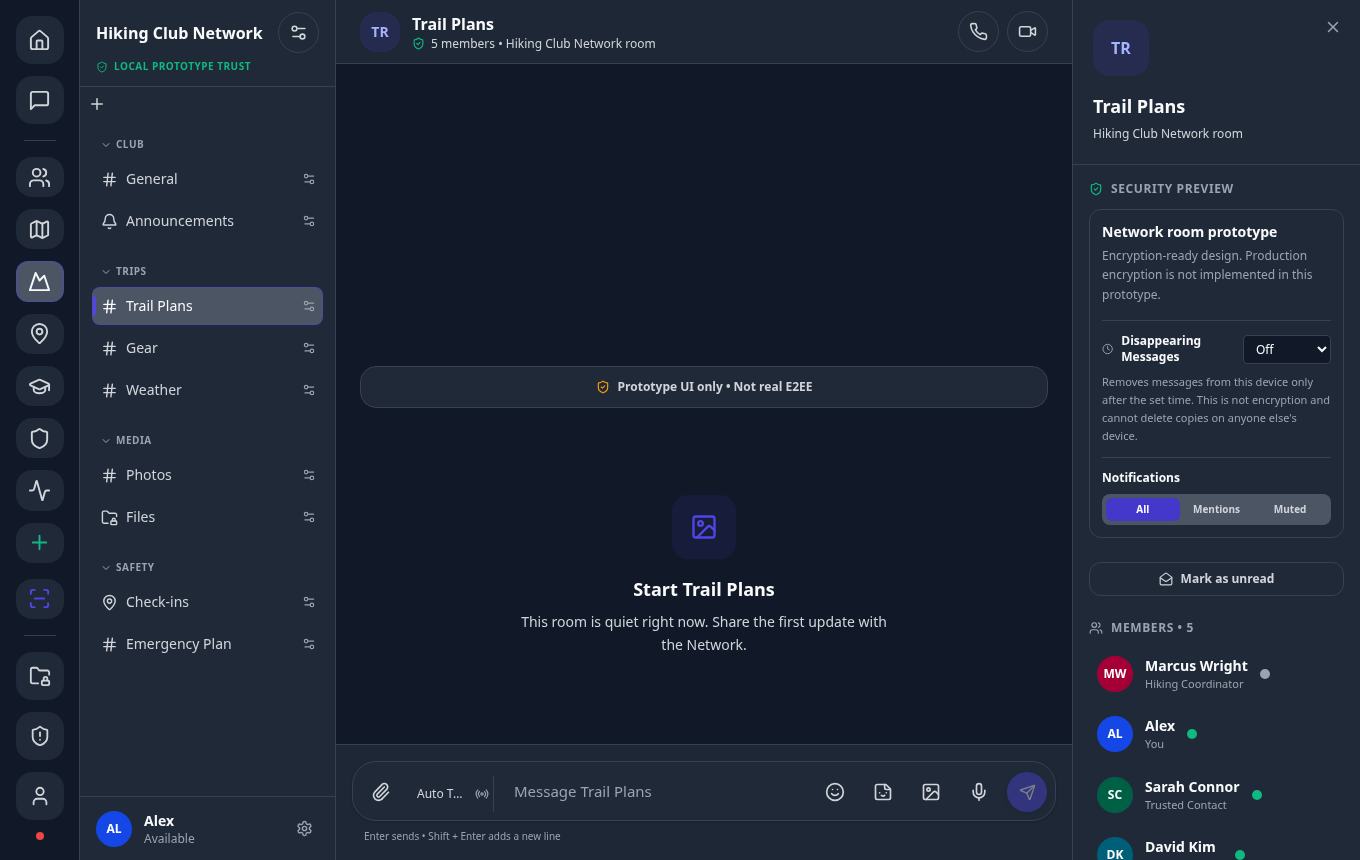 Hiking Club Network
LOCAL PROTOTYPE TRUST
CLUB
General
Announcements
TRIPS
Trail Plans
Gear
Weather
MEDIA
Photos
Files
SAFETY
Check-ins
Emergency Plan
AL
Alex
Available
TR
Trail Plans
5 members • Hiking Club Network room
Prototype UI only • Not real E2EE
Start Trail Plans
This room is quiet right now. Share the first update with
the Network.
Auto T...
Message Trail Plans
Enter sends • Shift + Enter adds a new line
TR
Trail Plans
Hiking Club Network room
SECURITY PREVIEW
Network room prototype
Encryption-ready design. Production
encryption is not implemented in this
prototype.
Disappearing
Messages
Off
Removes messages from this device only
after the set time. This is not encryption and
cannot delete copies on anyone else's
device.
Notifications
All
Mentions
Muted
Mark as unread
MEMBERS • 5
MW
Marcus Wright
Hiking Coordinator
AL
Alex
You
SC
Sarah Connor
Trusted Contact
DK
David Kim